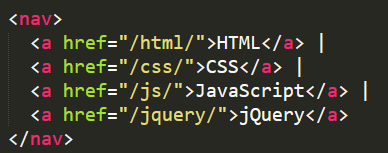 <nav>
  <a href="/html/">HTML</a> |
  <a href="/css/">CSS</a> |
  <a href="/js/">JavaScript</a> |
  <a href="/jquery/">jQuery</a>
</nav>